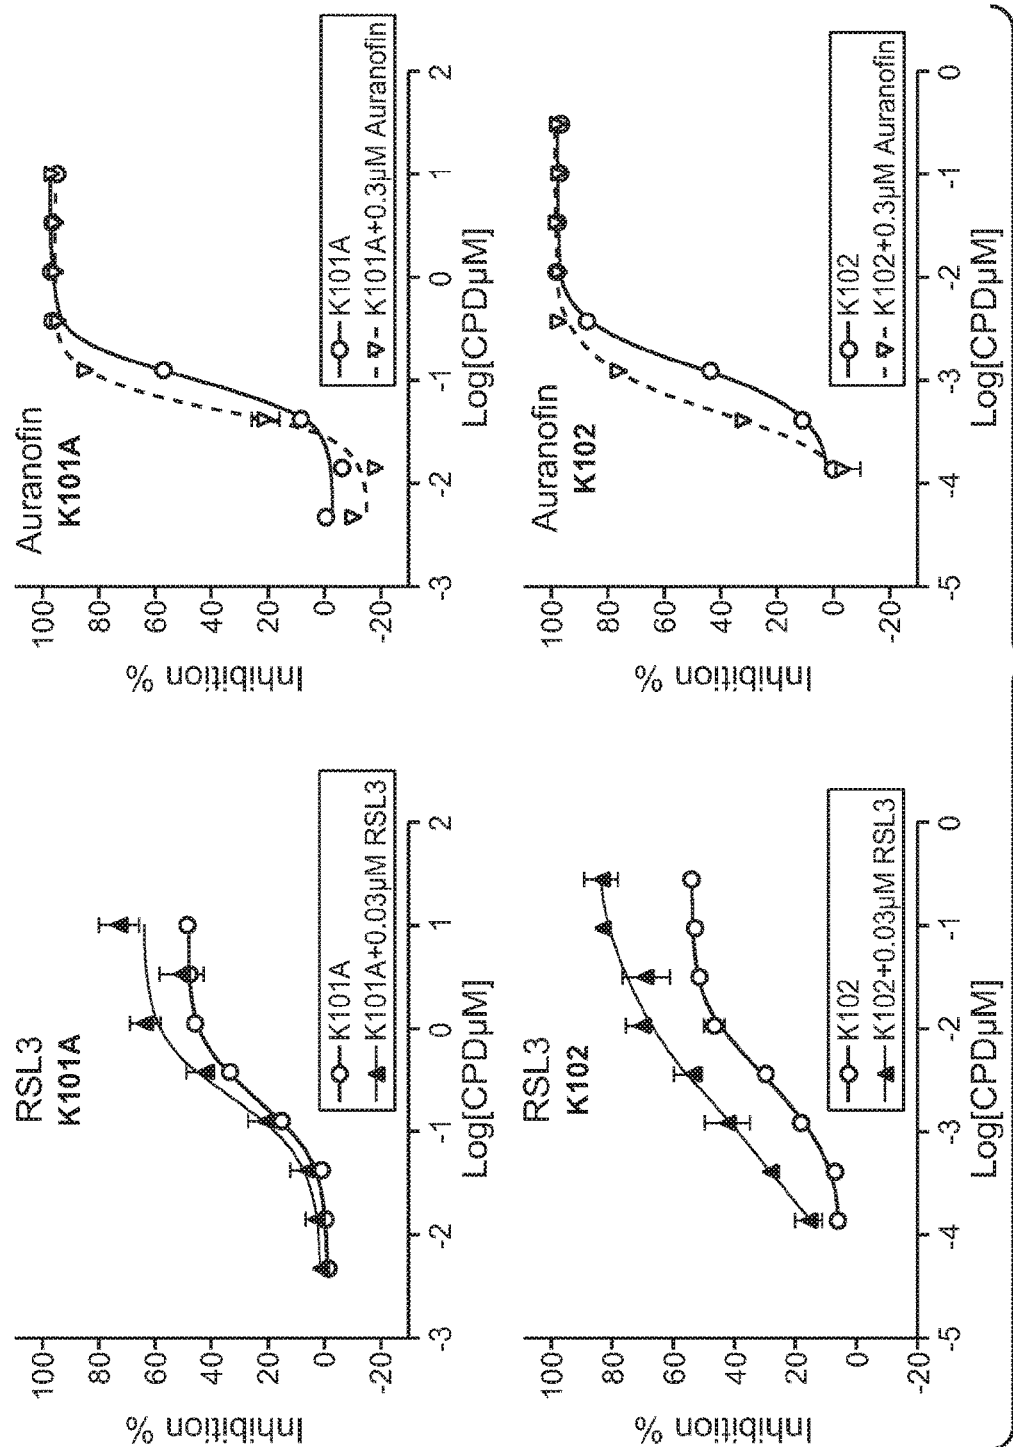 RSL3
K101A
Inhibition %
100
80
60
40
20
0
-20
-3
-2
-1
0
1
2
Log[CPDµM]
K101A
K101A+0.03µM RSL3
Auranofin
K101A
Inhibition %
100
80
60
40
20
0
-20
-3
-2
-1
0
1
2
Log[CPDµM]
K101A
K101A+0.3µM Auranofin
RSL3
K102
Inhibition %
100
80
60
40
20
0
-20
-5
-4
-3
-2
-1
0
Log[CPDµM]
K102
K102+0.03µM RSL3
Auranofin
K102
Inhibition %
100
80
60
40
20
0
-20
-5
-4
-3
-2
-1
0
Log[CPDµM]
K102
K102+0.3µM Auranofin